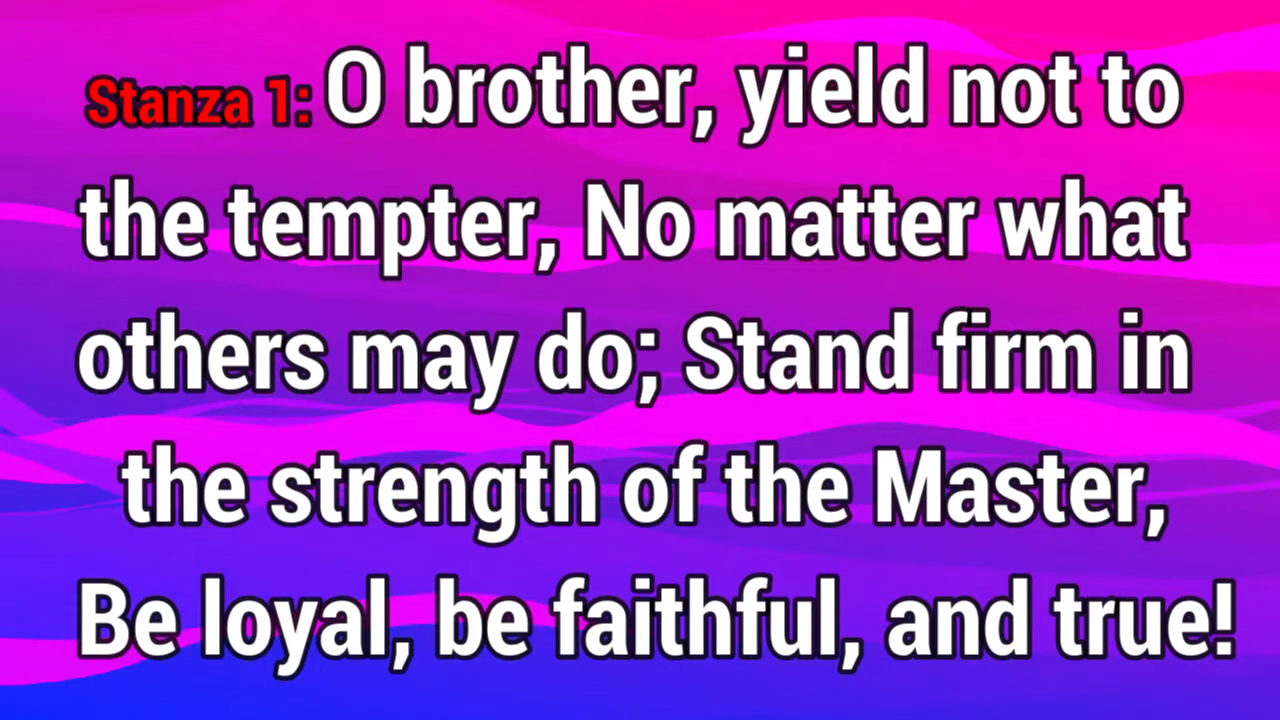 Stanza 1: O brother, yield not to
the tempter, No matter what
others may do; Stand firm in
the strength of the Master,
Be loyal, be faithful, and true!